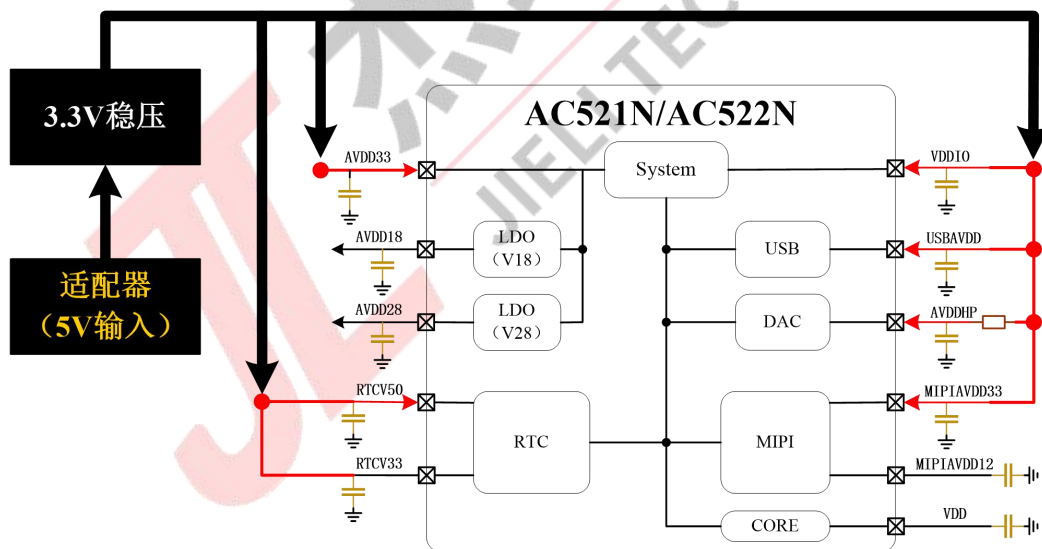 3.3V稳压
适配器
（5V输入）
AC521N/AC522N
System
AVDD33
AVDD18
AVDD28
RTCV50
RTCV33
LDO
（V18）
LDO
（V28）
RTC
USB
DAC
MIPI
CORE
VDDIO
USBAVDD
AVDDHP
MIPIAVDD33
MIPIAVDD12
VDD
JIELI TEC